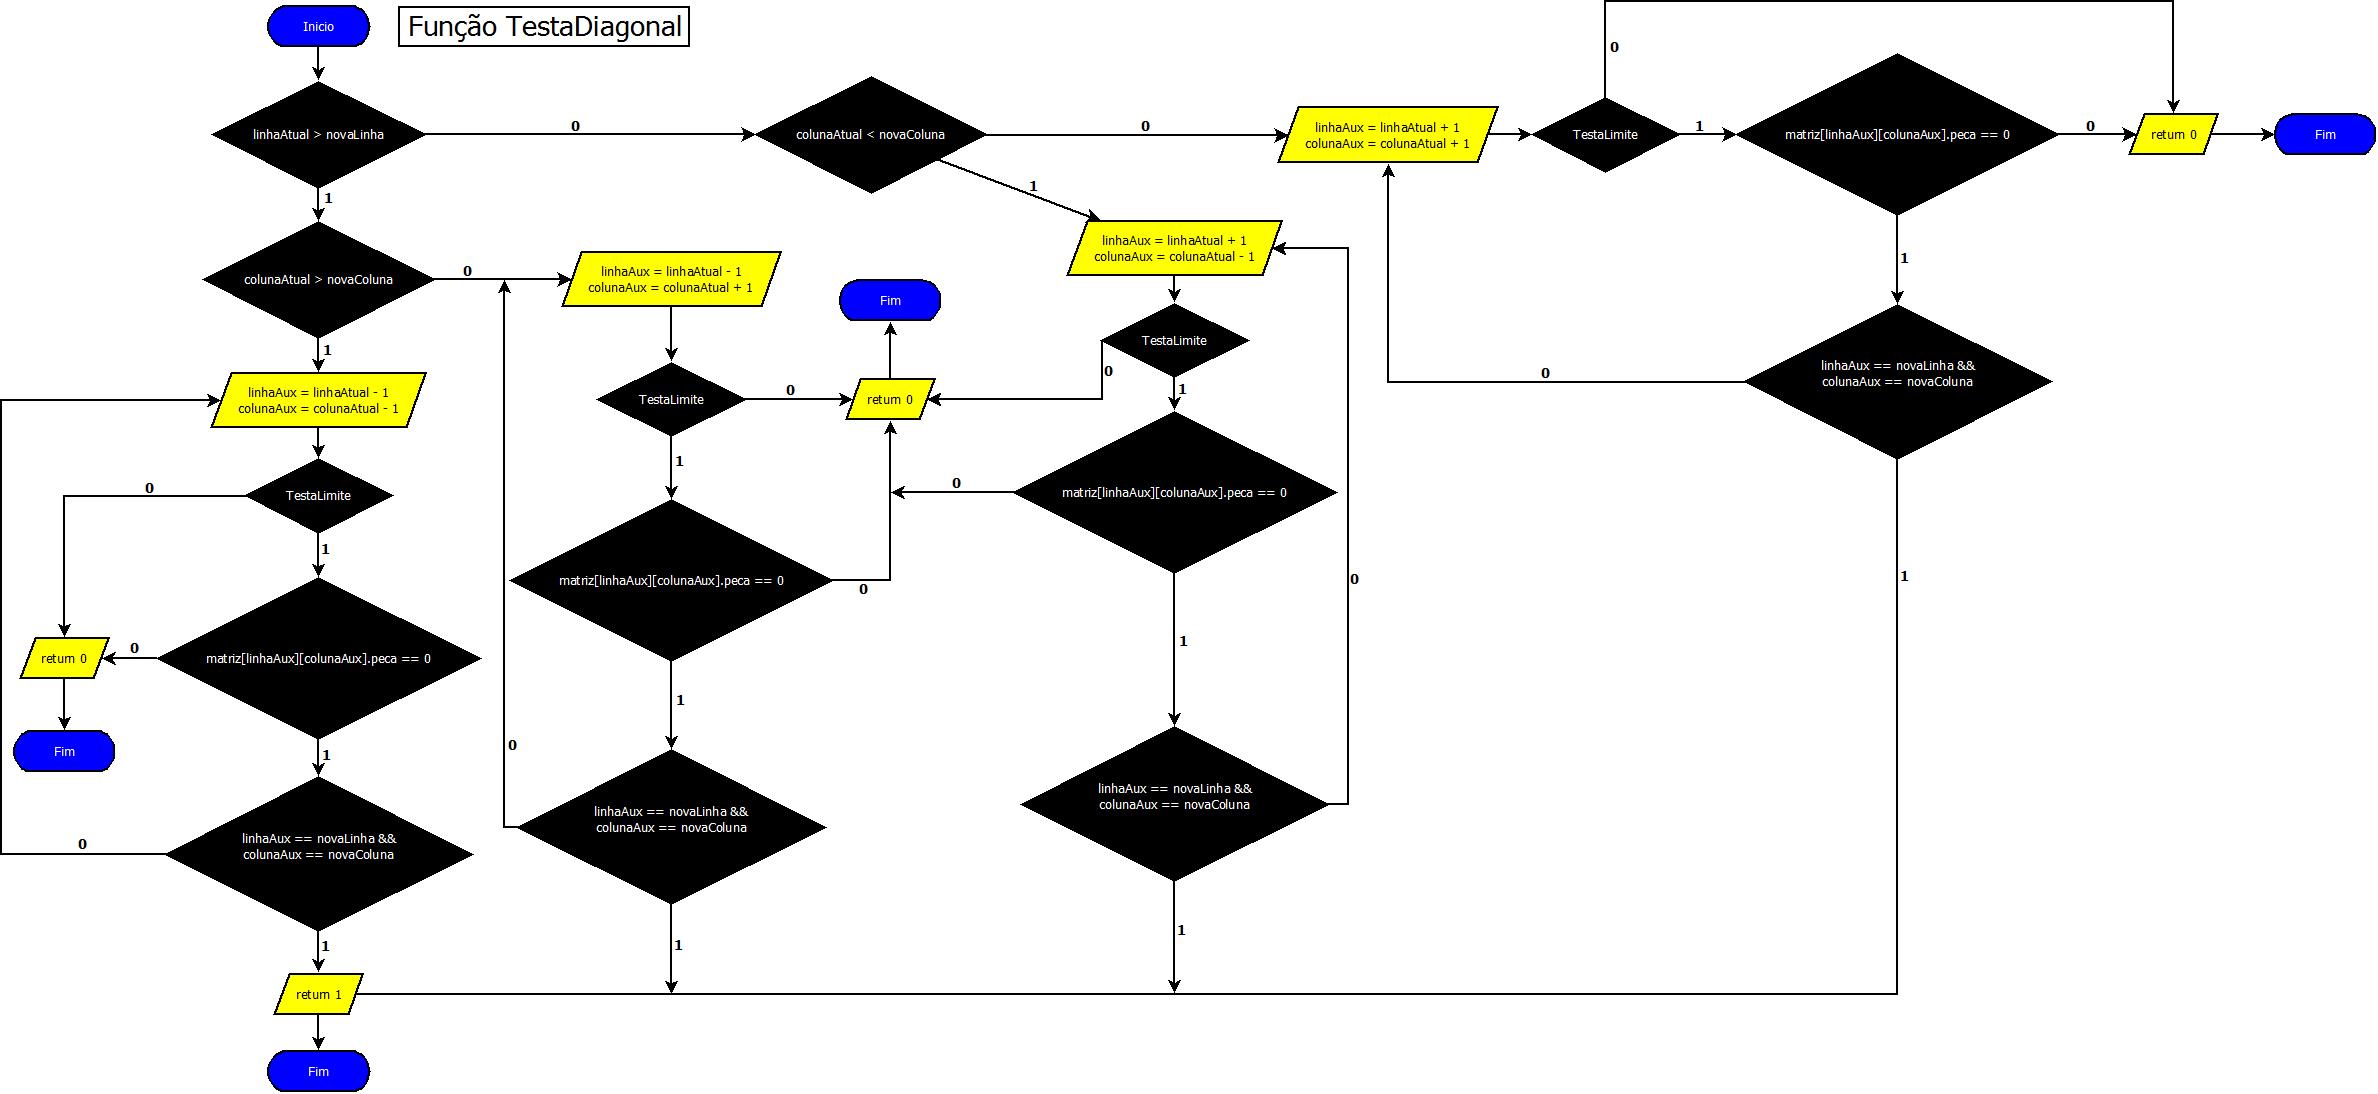 Inicio
Função TestaDiagonal
linhaAtual > novaLinha
0
colunaAtual < novaColuna
0
linhaAux = linhaAtual + 1
colunaAux = colunaAtual + 1
TestaLimite
0
1
matriz[linhaAux][colunaAux].peca == 0
0
return 0
Fim
1
linhaAux == novaLinha &&
colunaAux == novaColuna
0
1
1
linhaAux = linhaAtual + 1
colunaAux = colunaAtual - 1
TestaLimite
0
1
matriz[linhaAux][colunaAux].peca == 0
0
1
linhaAux == novaLinha &&
colunaAux == novaColuna
0
1
1
colunaAtual > novaColuna
0
linhaAux = linhaAtual - 1
colunaAux = colunaAtual + 1
TestaLimite
0
return 0
Fim
1
matriz[linhaAux][colunaAux].peca == 0
0
1
linhaAux == novaLinha &&
colunaAux == novaColuna
0
1
1
linhaAux = linhaAtual - 1
colunaAux = colunaAtual - 1
TestaLimite
0
1
matriz[linhaAux][colunaAux].peca == 0
0
return 0
Fim
1
linhaAux == novaLinha &&
colunaAux == novaColuna
0
1
return 1
Fim